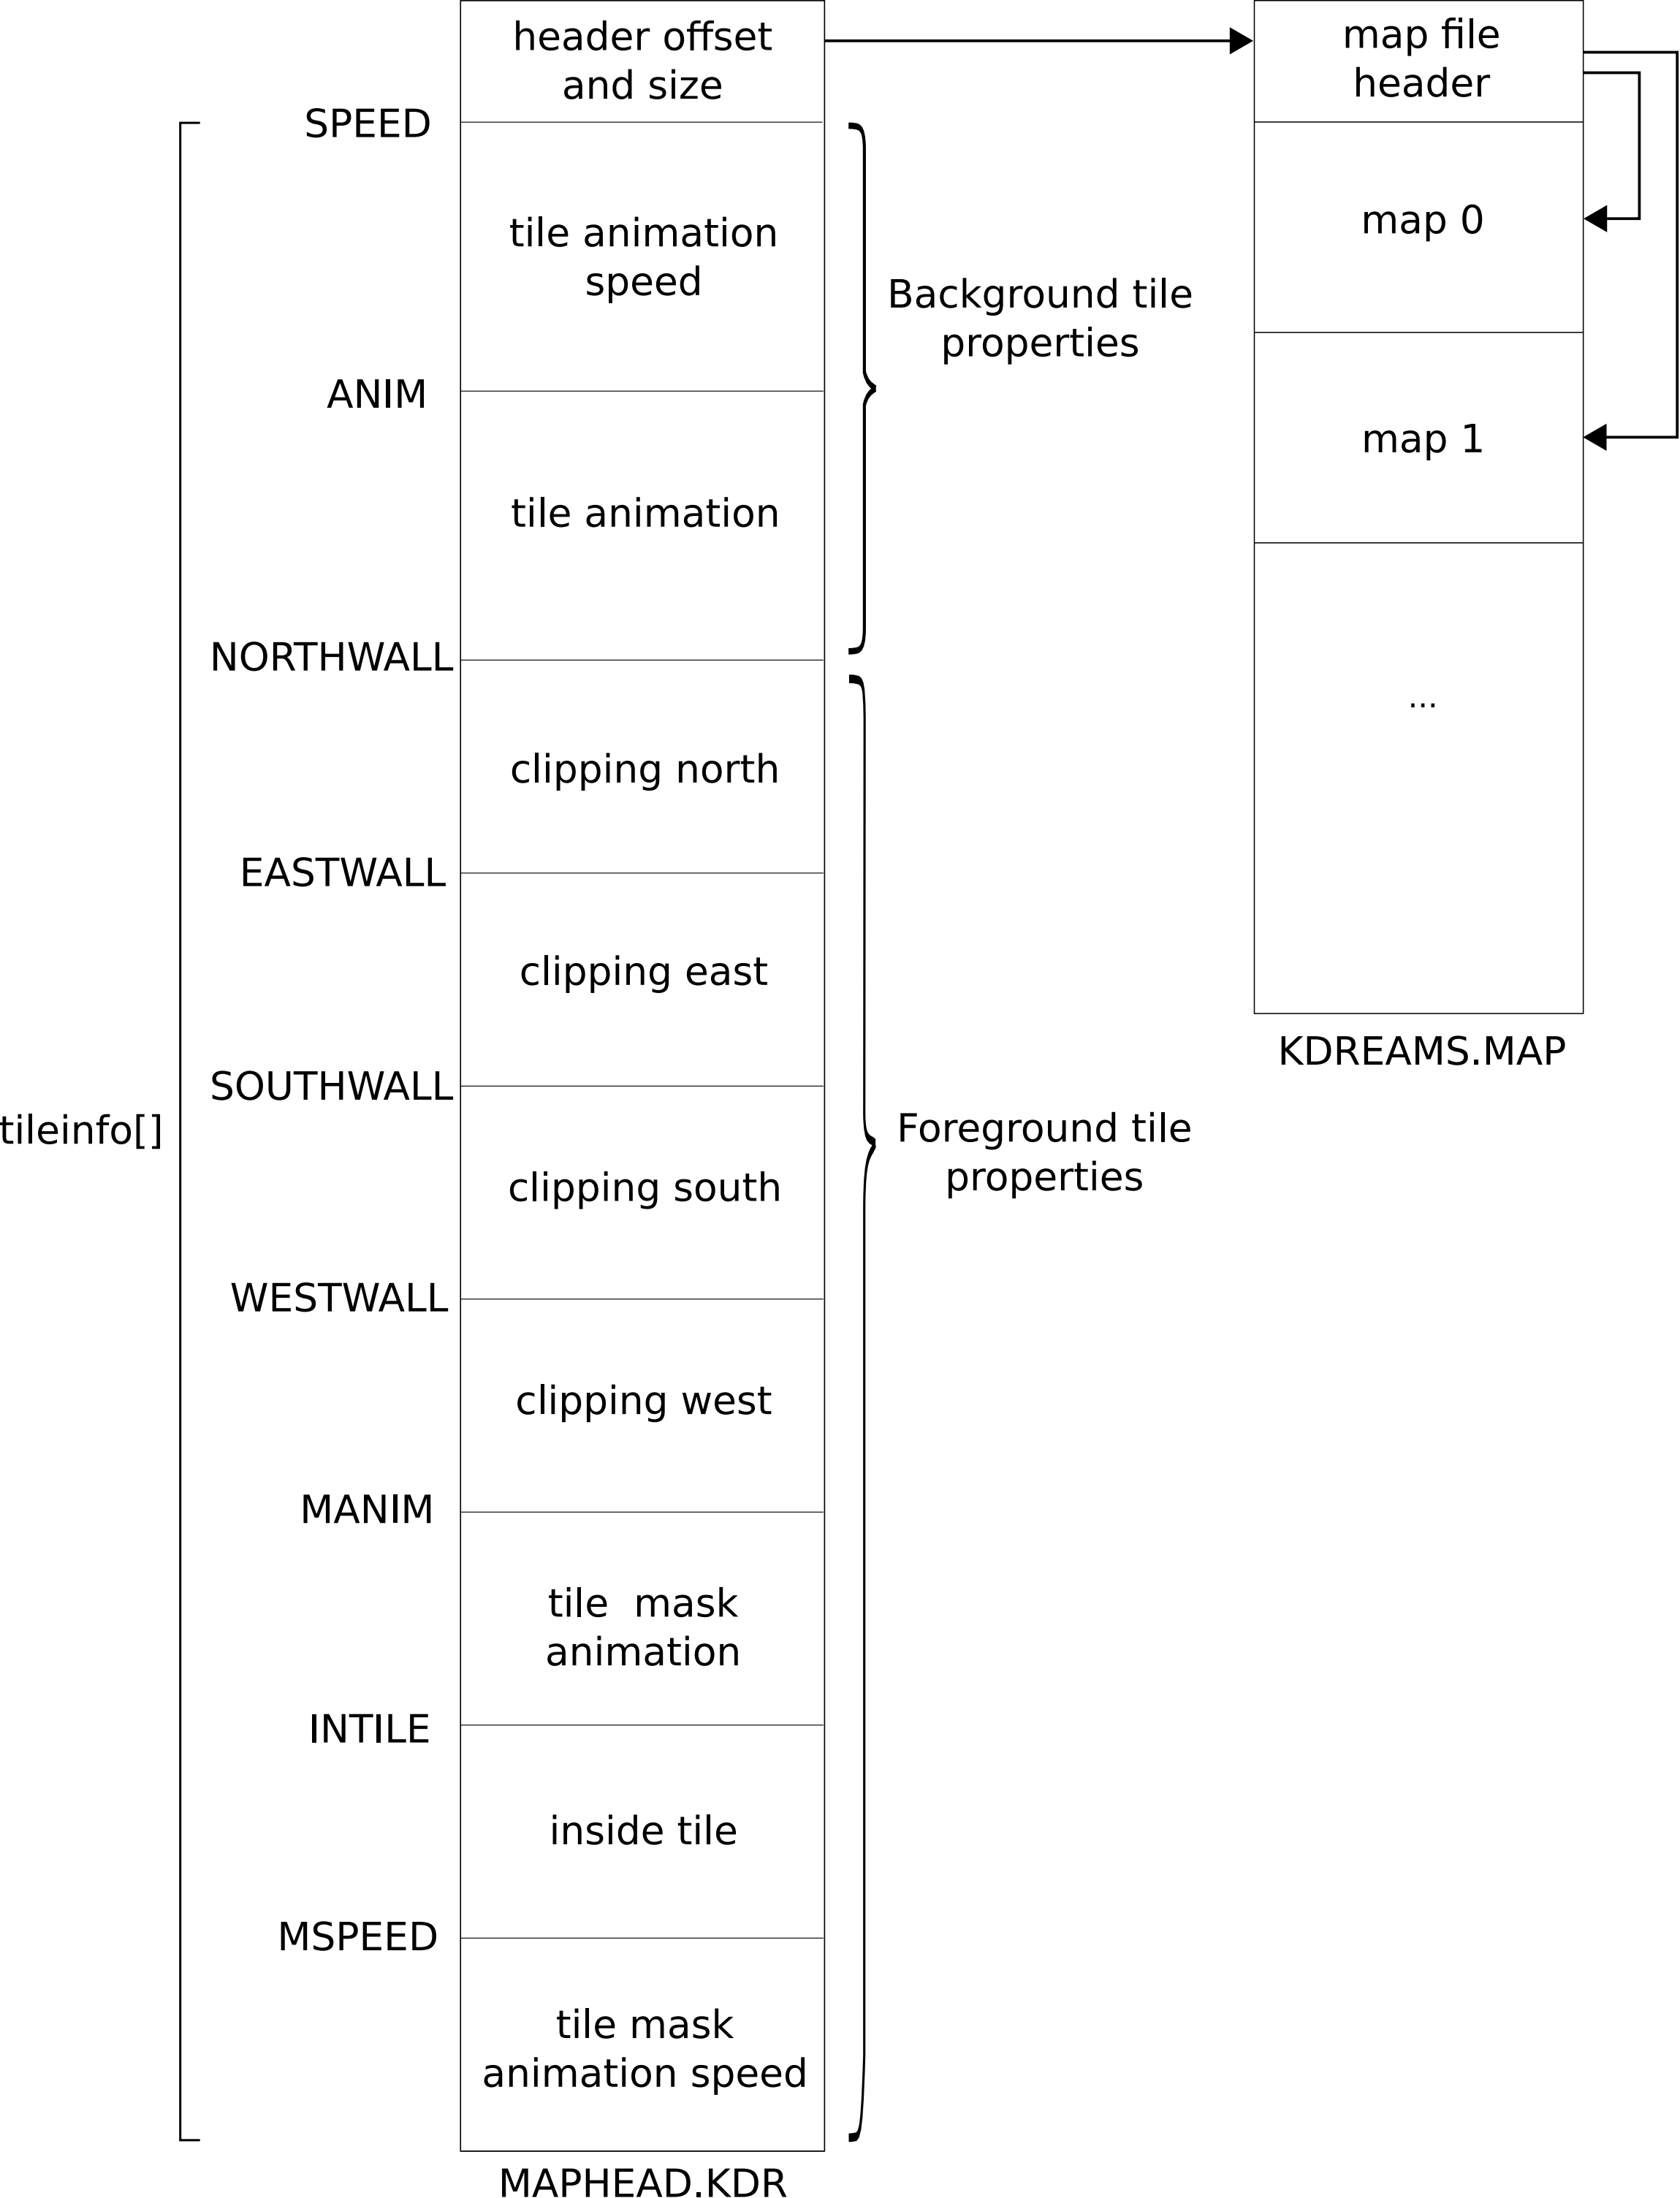 header offset
and size
map file
header
SPEED
tile animation
speed
map 0
Background tile
properties
ANIM
map 1
tile animation
NORTHWALL
...
clipping north
EASTWALL
clipping east
KDREAMS.MAP
SOUTHWALL
tileinfo[]
Foreground tile
properties
clipping south
WESTWALL
clipping west
MANIM
tile  mask
animation
INTILE
inside tile
MSPEED
tile mask
animation speed
MAPHEAD.KDR